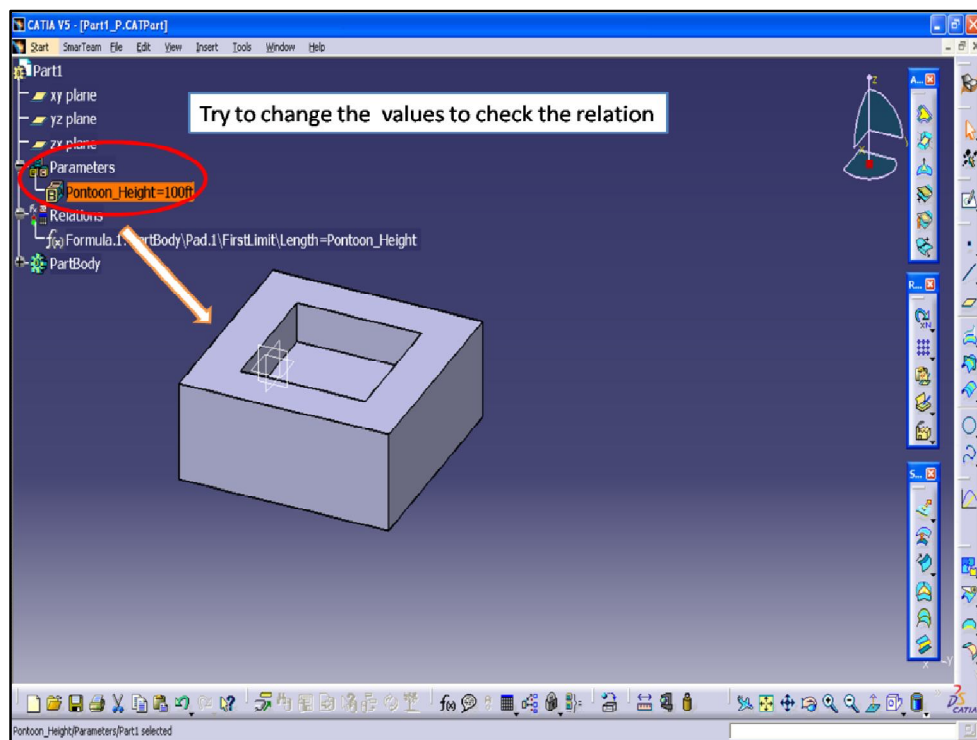 CATIA V5 - [Part1_P.CATPart]
Start SmarTeam File Edit View Insert Tools Window Help
Part1
xy plane
yz plane
zx plane
Parameters
Pontoon_Height=100ft
Relations
PartBody\Pad.1\FirstLimit\Length=Pontoon_Height
PartBody
Try to change the values to check the relation
z
A...
R...
S...
f(x)
CATIA
Pontoon_Height/Parameters/Part1 selected